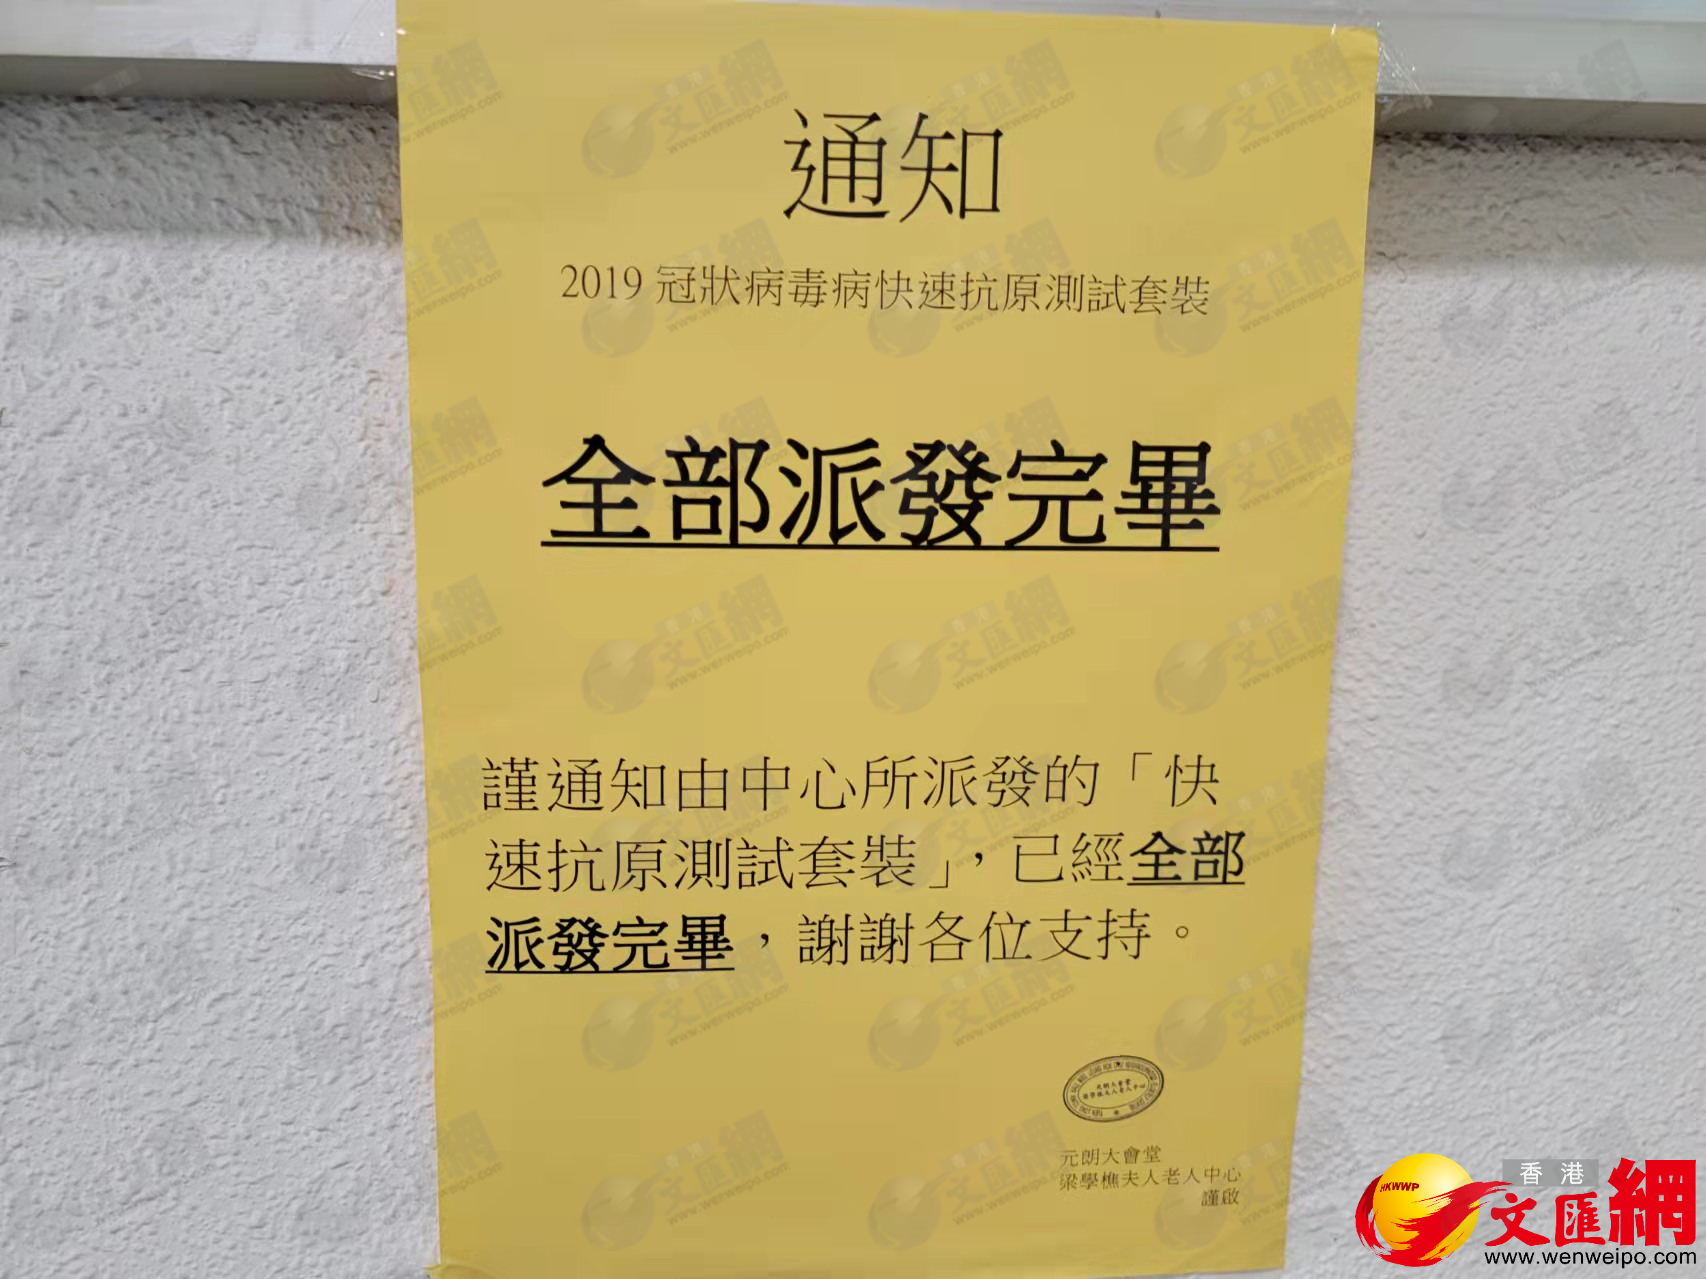 通知
2019 冠狀病毒病快速抗原測試套裝
全部派發完畢
謹通知由中心所派發的「快
速抗原測試套裝」，已經全部
派發完畢，謝謝各位支持。
元朗大會堂
梁學樵夫人老人中心
謹啟
HKWWP
香港
文匯網
www.wenweipo.com